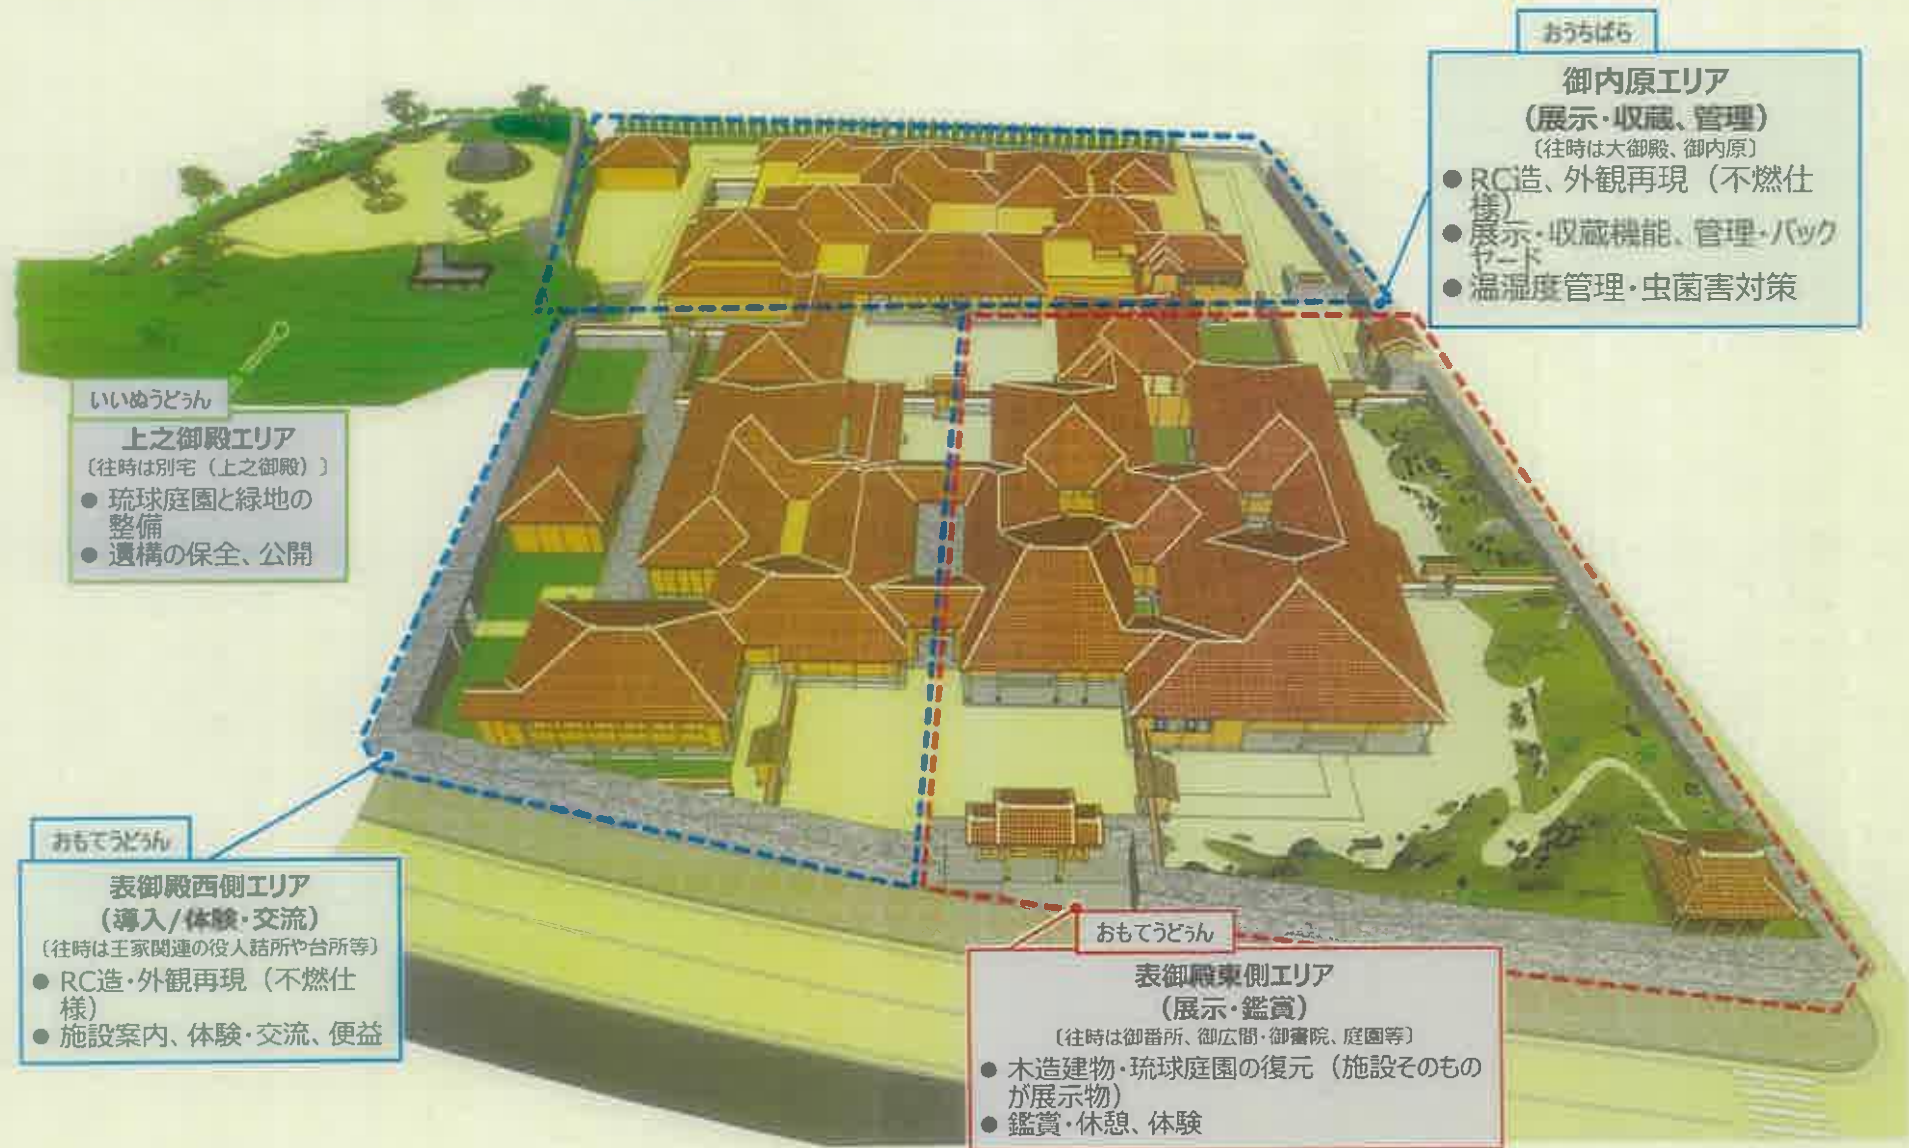 おうちばら
御内原エリア
(展示・収蔵、管理)
〔往時は大御殿、御内原〕
● RC造、外観再現（不燃仕
様）
● 展示・収蔵機能、管理・バック
ヤード
● 温湿度管理・虫菌害対策
いいぬうどぅん
上之御殿エリア
〔往時は別宅（上之御殿）〕
● 琉球庭園と緑地の
整備
● 遺構の保全、公開
おもてうどぅん
表御殿西側エリア
(導入/体験・交流)
〔往時は王家関連の役人詰所や台所等〕
● RC造・外観再現（不燃仕
様）
● 施設案内、体験・交流、便益
おもてうどぅん
表御殿東側エリア
(展示・鑑賞)
〔往時は御番所、御広間・御書院、庭園等〕
● 木造建物・琉球庭園の復元（施設そのもの
が展示物）
● 鑑賞・休憩、体験